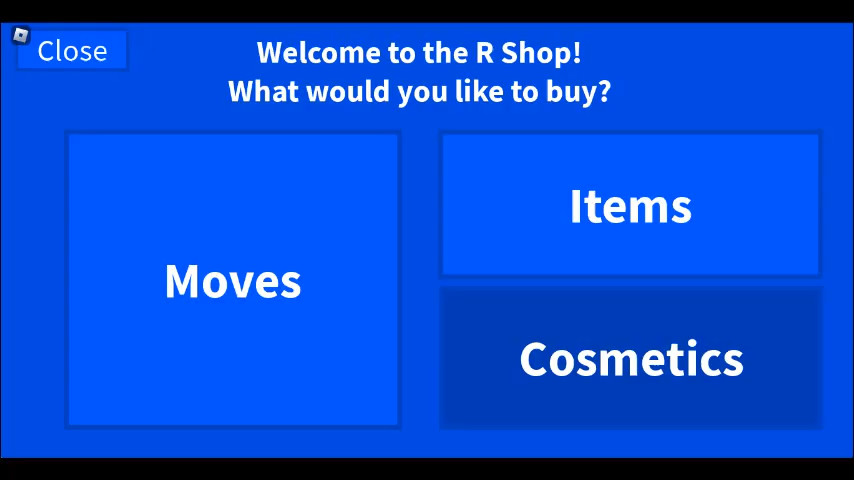 Close
Welcome to the R Shop!
What would you like to buy?
Moves
Items
Cosmetics